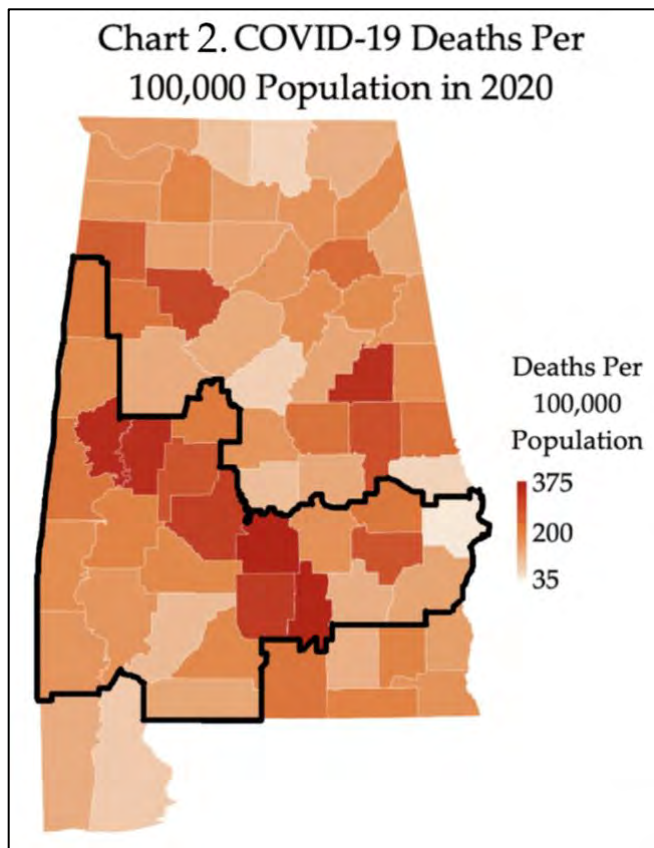 Chart 2. COVID-19 Deaths Per
100,000 Population in 2020
Deaths Per
100,000
Population
375
200
35